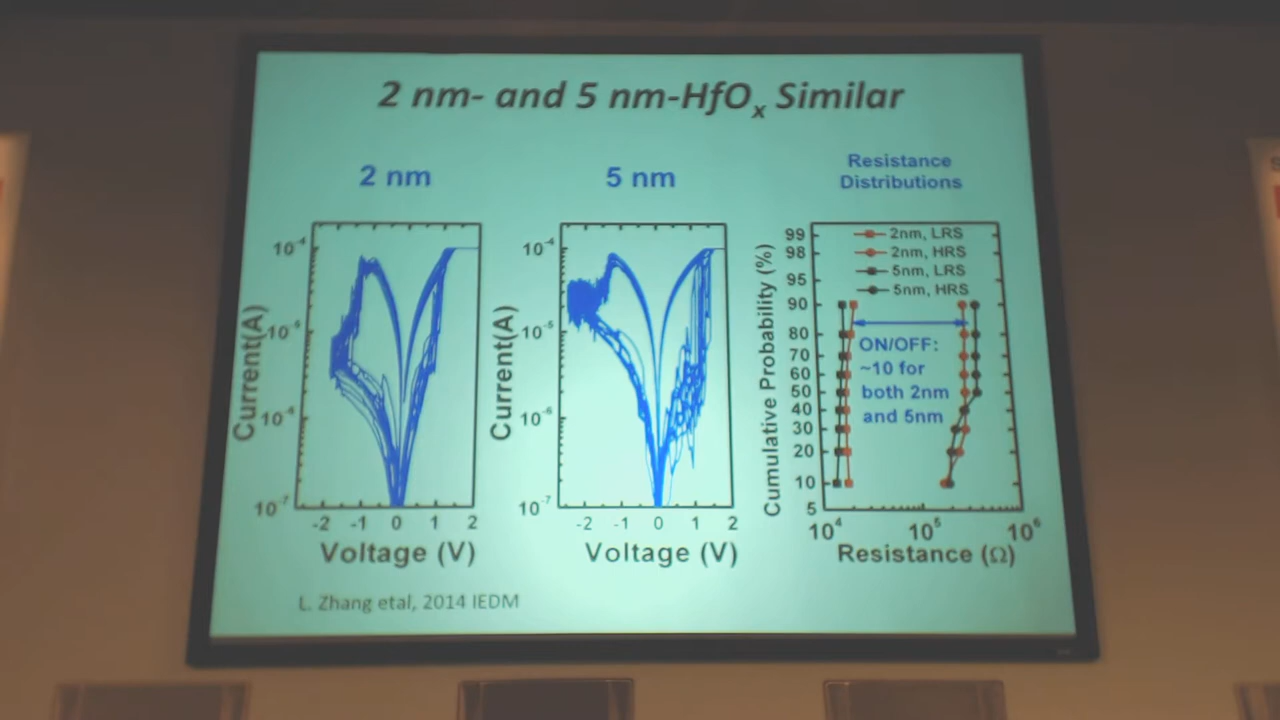 2 nm- and 5 nm-HfOx Similar
2 nm
5 nm
Resistance
Distributions
10-4
10-5
10-6
10-7
Current(A)
-2 -1 0 1 2
Voltage (V)
10-4
10-5
10-6
10-7
Current(A)
-2 -1 0 1 2
Voltage (V)
99
98
95
90
80
70
60
50
40
30
20
10
5
Cumulative Probability (%)
2nm, LRS
2nm, HRS
5nm, LRS
5nm, HRS
ON/OFF:
~10 for
both 2nm
and 5nm
104 105 106
Resistance (Ω)
L. Zhang etal, 2014 IEDM